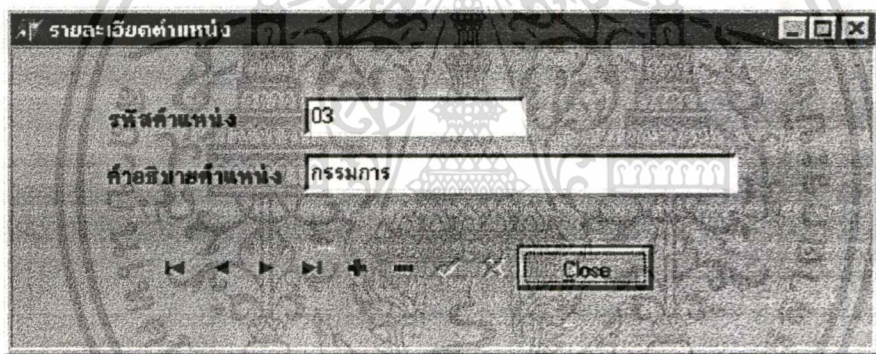 รายละเอียดตำแหน่ง
รหัสตำแหน่ง 03
คำอธิบายตำแหน่ง กรรมการ
Close